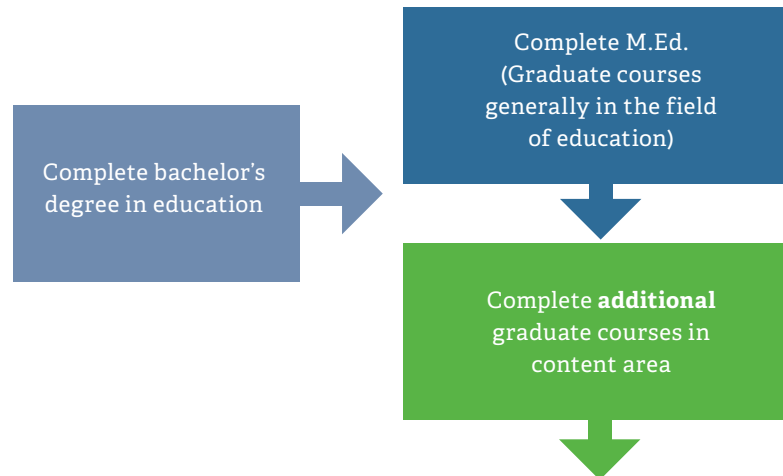 Complete bachelor’s
degree in education
Complete M.Ed.
(Graduate courses
generally in the field
of education)
Complete additional
graduate courses in
content area